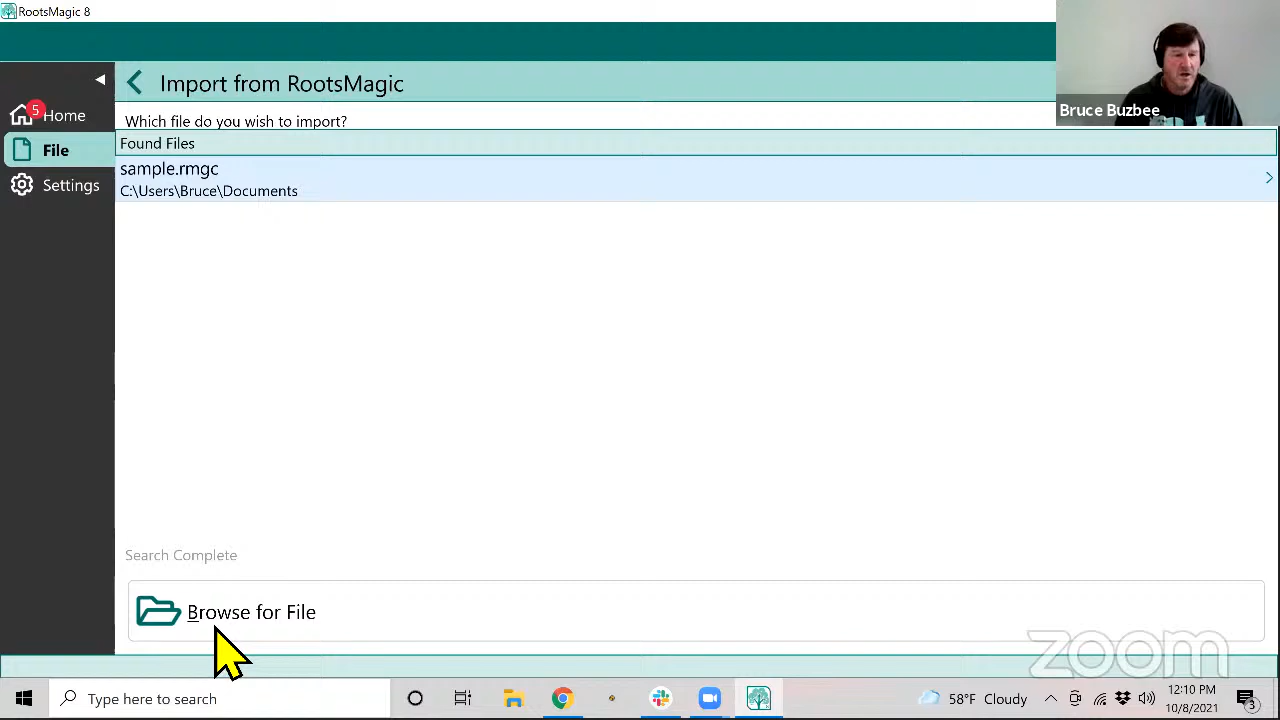 RootsMagic 8
Import from RootsMagic
Bruce Buzbee
5
Home
Which file do you wish to import?
File
Found Files
sample.rmgc
Settings
C:\Users\Bruce\Documents
Search Complete
Browse for File
zoom
Type here to search
58°F Cloudy
12:10 PM
10/8/2021
3